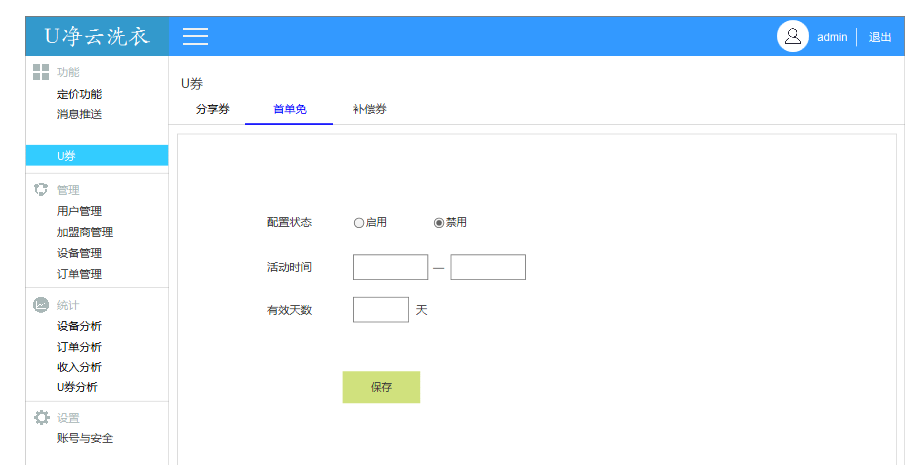 U净云洗衣
admin
退出
功能
定价功能
消息推送
U券
管理
用户管理
加盟商管理
设备管理
订单管理
统计
设备分析
订单分析
收入分析
U券分析
设置
账号与安全
U券
分享券 首单免 补偿券
配置状态 启用 禁用
活动时间 —
有效天数 天
保存